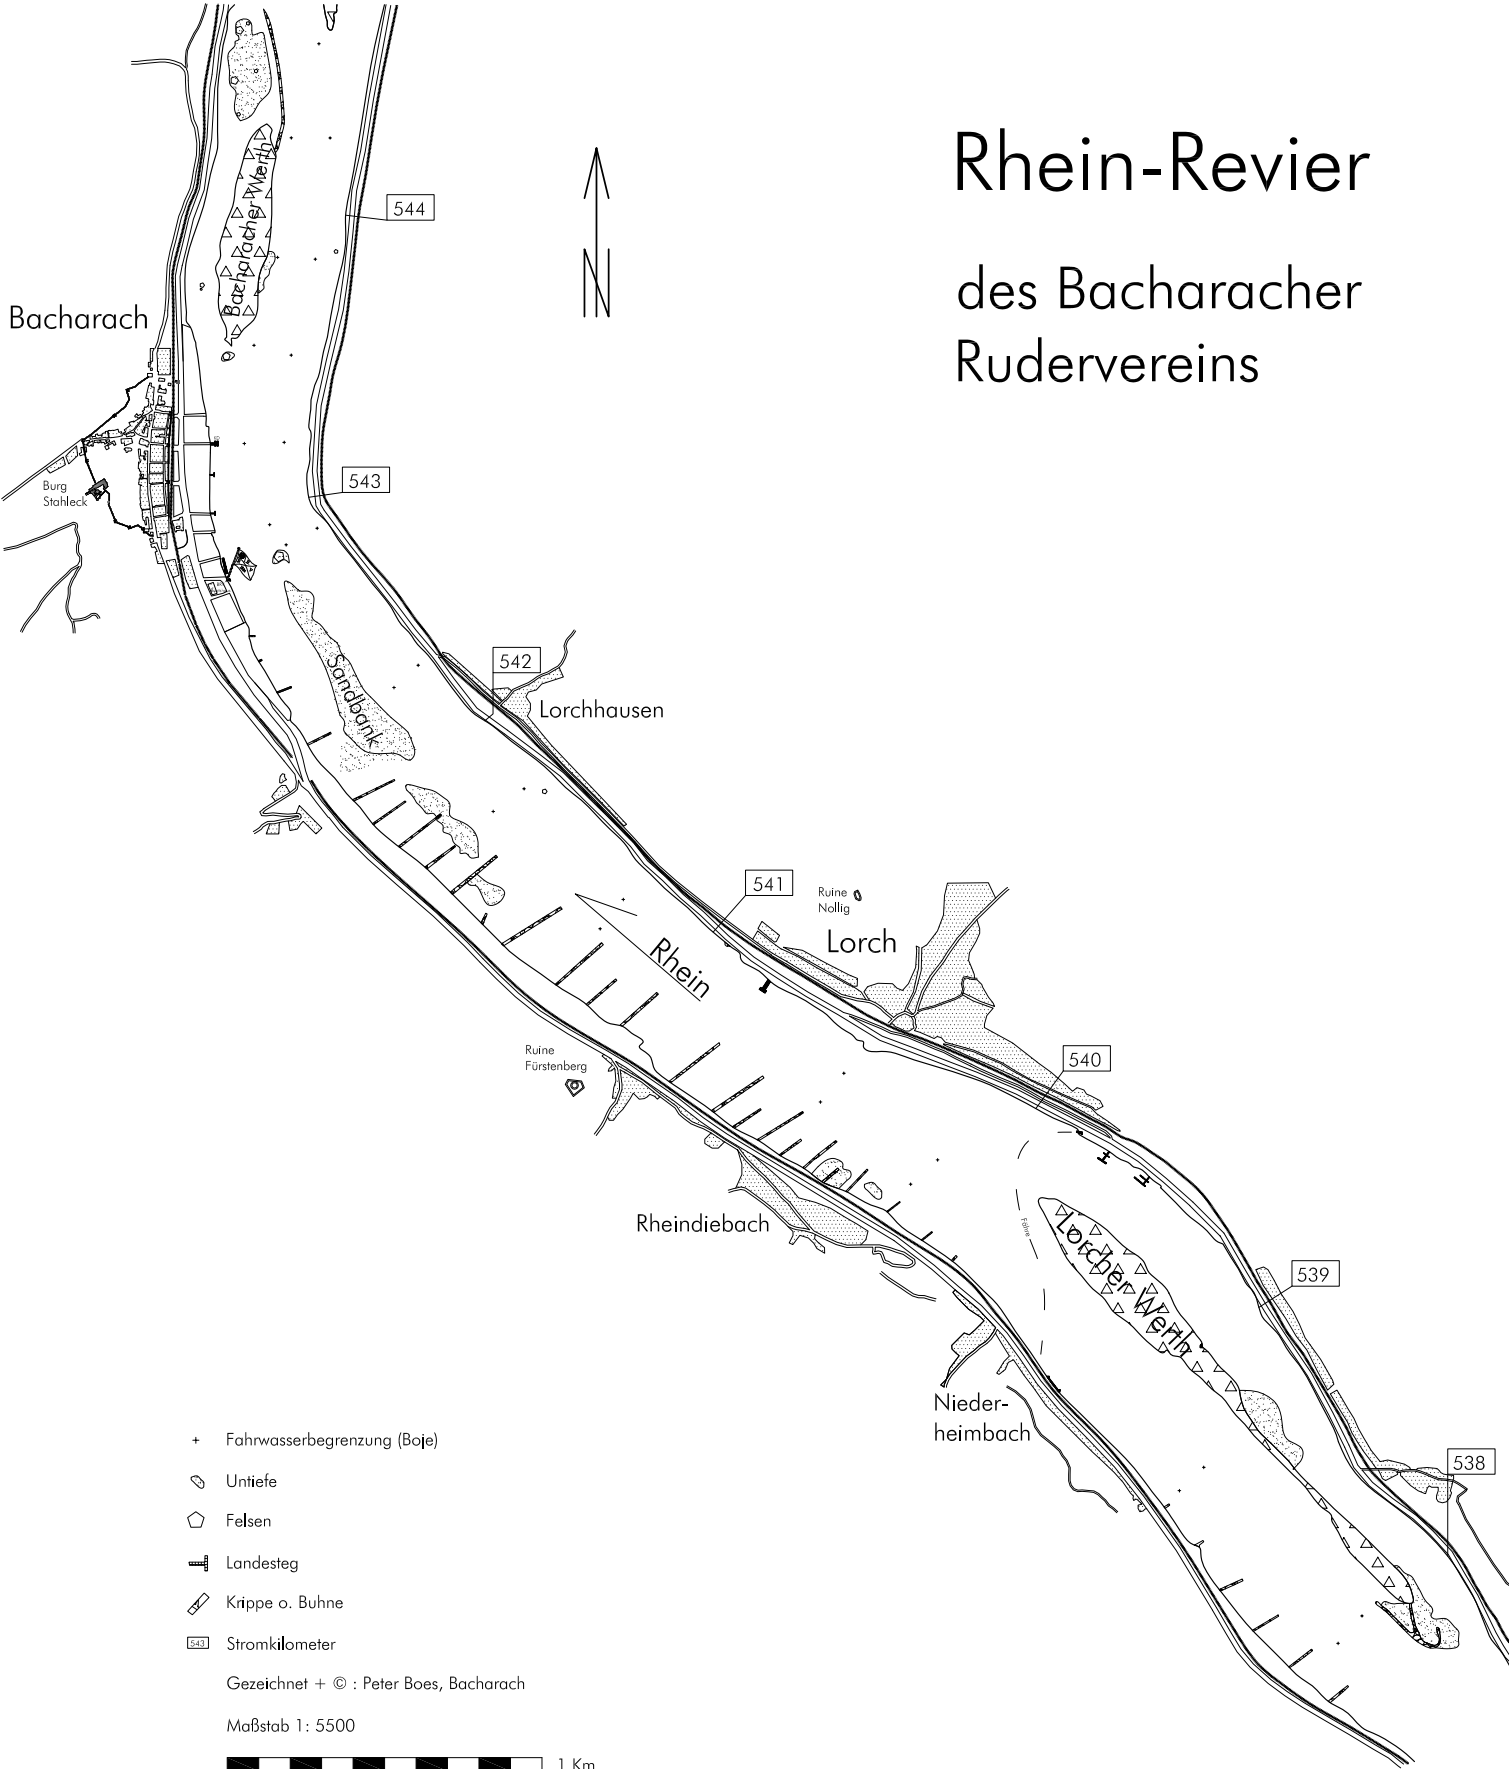 Rhein-Revier
des Bacharacher
Rudervereins
N
Bacharacher Werth
544
Bacharach
543
Burg
Stahleck
542
Sandbank
Lorchhausen
541
Ruine
Nollig
Lorch
Rhein
540
Ruine
Fürstenberg
Rheindiebach
Fähre
Lorcher Werth
539
Nieder-
heimbach
538
+ Fahrwasserbegrenzung (Boje)
Untiefe
Felsen
Landesteg
Krippe o. Buhne
543 Stromkilometer
Gezeichnet + © : Peter Boes, Bacharach
Maßstab 1: 5500
1 Km